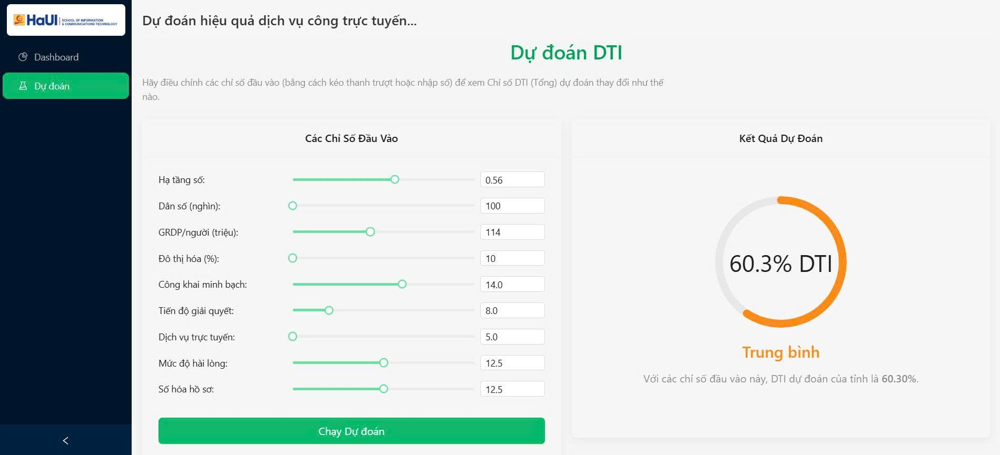 HaUI
SCHOOL OF INFORMATION
& COMMUNICATIONS TECHNOLOGY
Dashboard
Dự đoán
Dự đoán hiệu quả dịch vụ công trực tuyến...
Dự đoán DTI
Hãy điều chỉnh các chỉ số đầu vào (bằng cách kéo thanh trượt hoặc nhập số) để xem Chỉ số DTI (Tổng) dự đoán thay đổi như thế
nào.
Các Chỉ Số Đầu Vào
Hạ tầng số: 0.56
Dân số (nghìn): 100
GRDP/người (triệu): 114
Đô thị hóa (%): 10
Công khai minh bạch: 14.0
Tiến độ giải quyết: 8.0
Dịch vụ trực tuyến: 5.0
Mức độ hài lòng: 12.5
Số hóa hồ sơ: 12.5
Chạy Dự đoán
Kết Quả Dự Đoán
60.3% DTI
Trung bình
Với các chỉ số đầu vào này, DTI dự đoán của tỉnh là 60.30%.